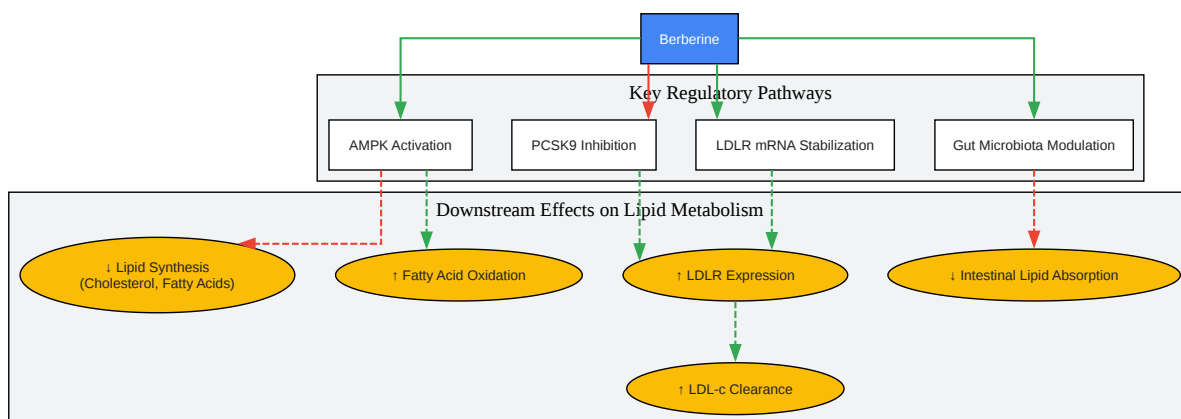 Berberine
Key Regulatory Pathways
AMPK Activation
PCSK9 Inhibition
LDLR mRNA Stabilization
Gut Microbiota Modulation
Downstream Effects on Lipid Metabolism
↓ Lipid Synthesis
(Cholesterol, Fatty Acids)
↑ Fatty Acid Oxidation
↑ LDLR Expression
↓ Intestinal Lipid Absorption
↑ LDL-c Clearance